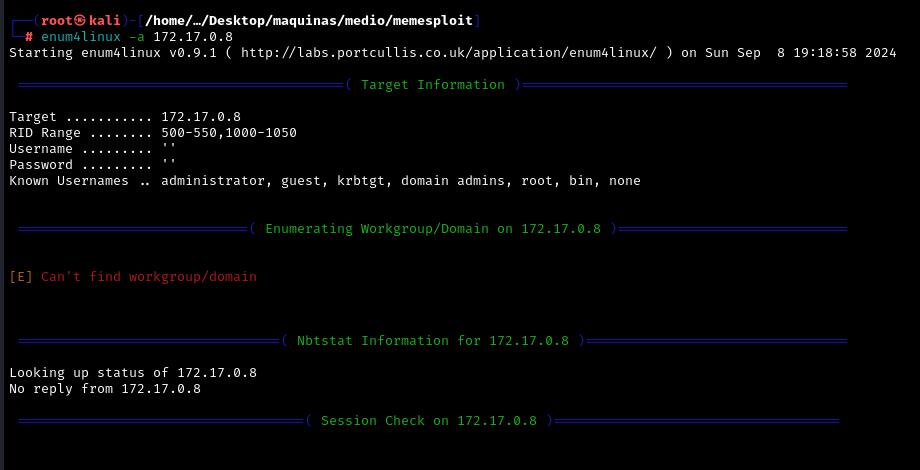 ┌──(root㉿kali)-[/home/…/Desktop/maquinas/medio/memesploit]
└─# enum4linux -a 172.17.0.8
Starting enum4linux v0.9.1 ( http://labs.portcullis.co.uk/application/enum4linux/ ) on Sun Sep  8 19:18:58 2024
=========================================( Target Information )=========================================
Target ........... 172.17.0.8
RID Range ........ 500-550,1000-1050
Username ......... ''
Password ......... ''
Known Usernames .. administrator, guest, krbtgt, domain admins, root, bin, none
=============================( Enumerating Workgroup/Domain on 172.17.0.8 )=============================
[E] Can't find workgroup/domain
=================================( Nbtstat Information for 172.17.0.8 )=================================
Looking up status of 172.17.0.8
No reply from 172.17.0.8
====================================( Session Check on 172.17.0.8 )====================================